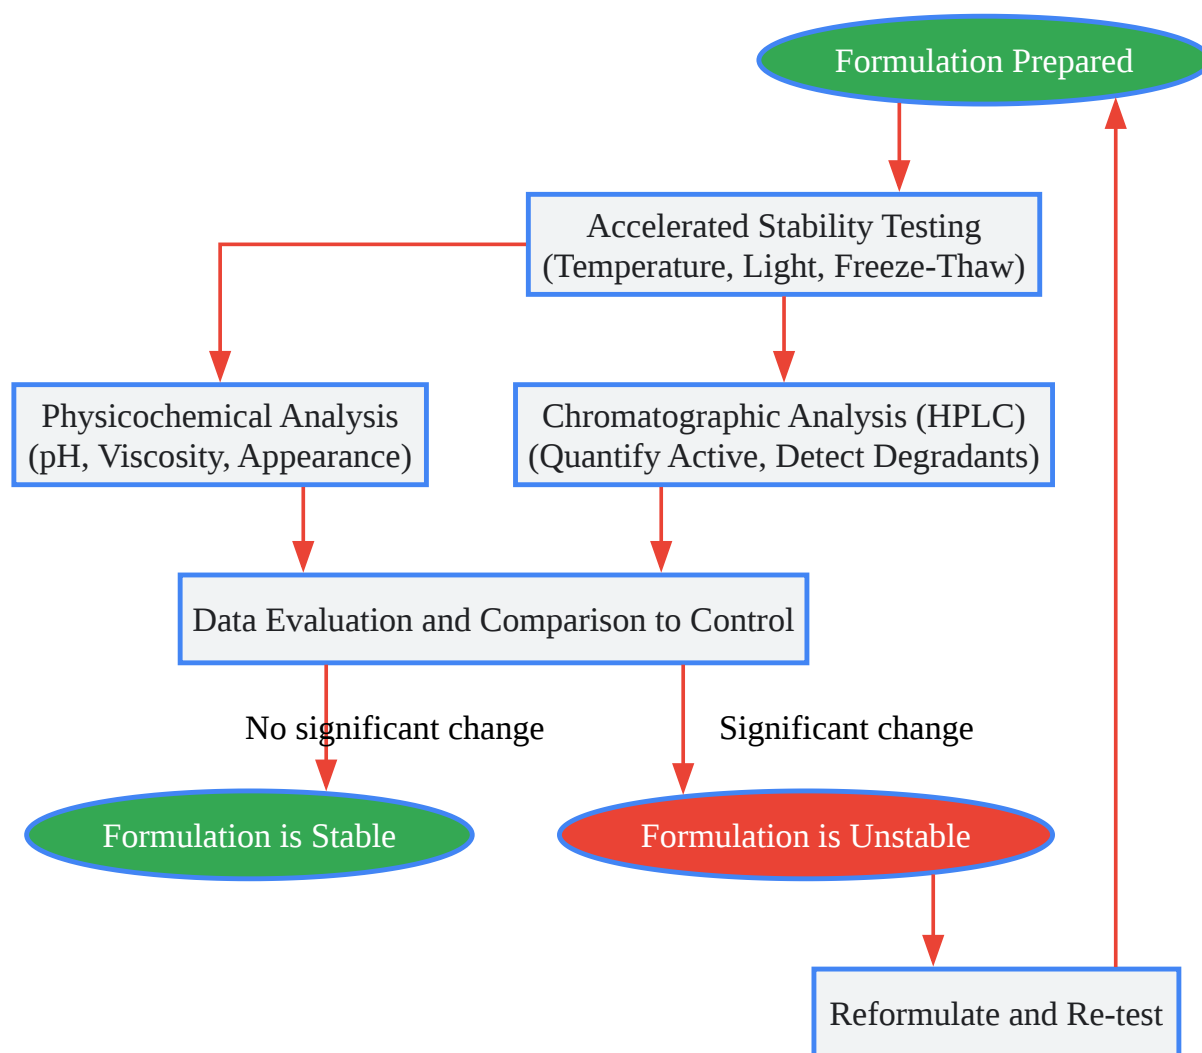 Formulation Prepared
Accelerated Stability Testing
(Temperature, Light, Freeze-Thaw)
Physicochemical Analysis
(pH, Viscosity, Appearance)
Chromatographic Analysis (HPLC)
(Quantify Active, Detect Degradants)
Data Evaluation and Comparison to Control
No significant change
Significant change
Formulation is Stable
Formulation is Unstable
Reformulate and Re-test